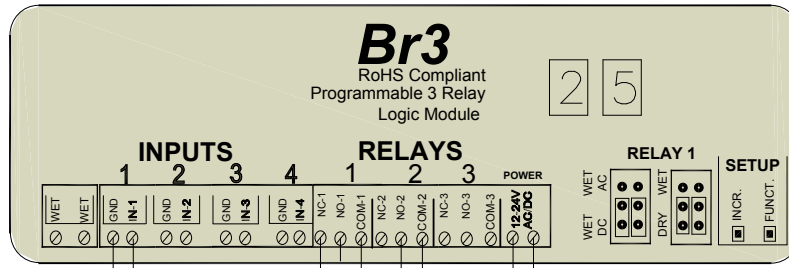 Br3
RoHS Compliant
Programmable 3 Relay
Logic Module
2 5
INPUTS
1 2 3 4
RELAYS
1 2 3
POWER
WET
WET
GND
IN-1
GND
IN-2
GND
IN-3
GND
IN-4
NC-1
NO-1
COM-1
NC-2
NO-2
COM-2
NC-3
NO-3
COM-3
12-24V
AC/DC
RELAY 1
WET
AC
WET
DC
WET
DRY
SETUP
INCR.
FUNCT.